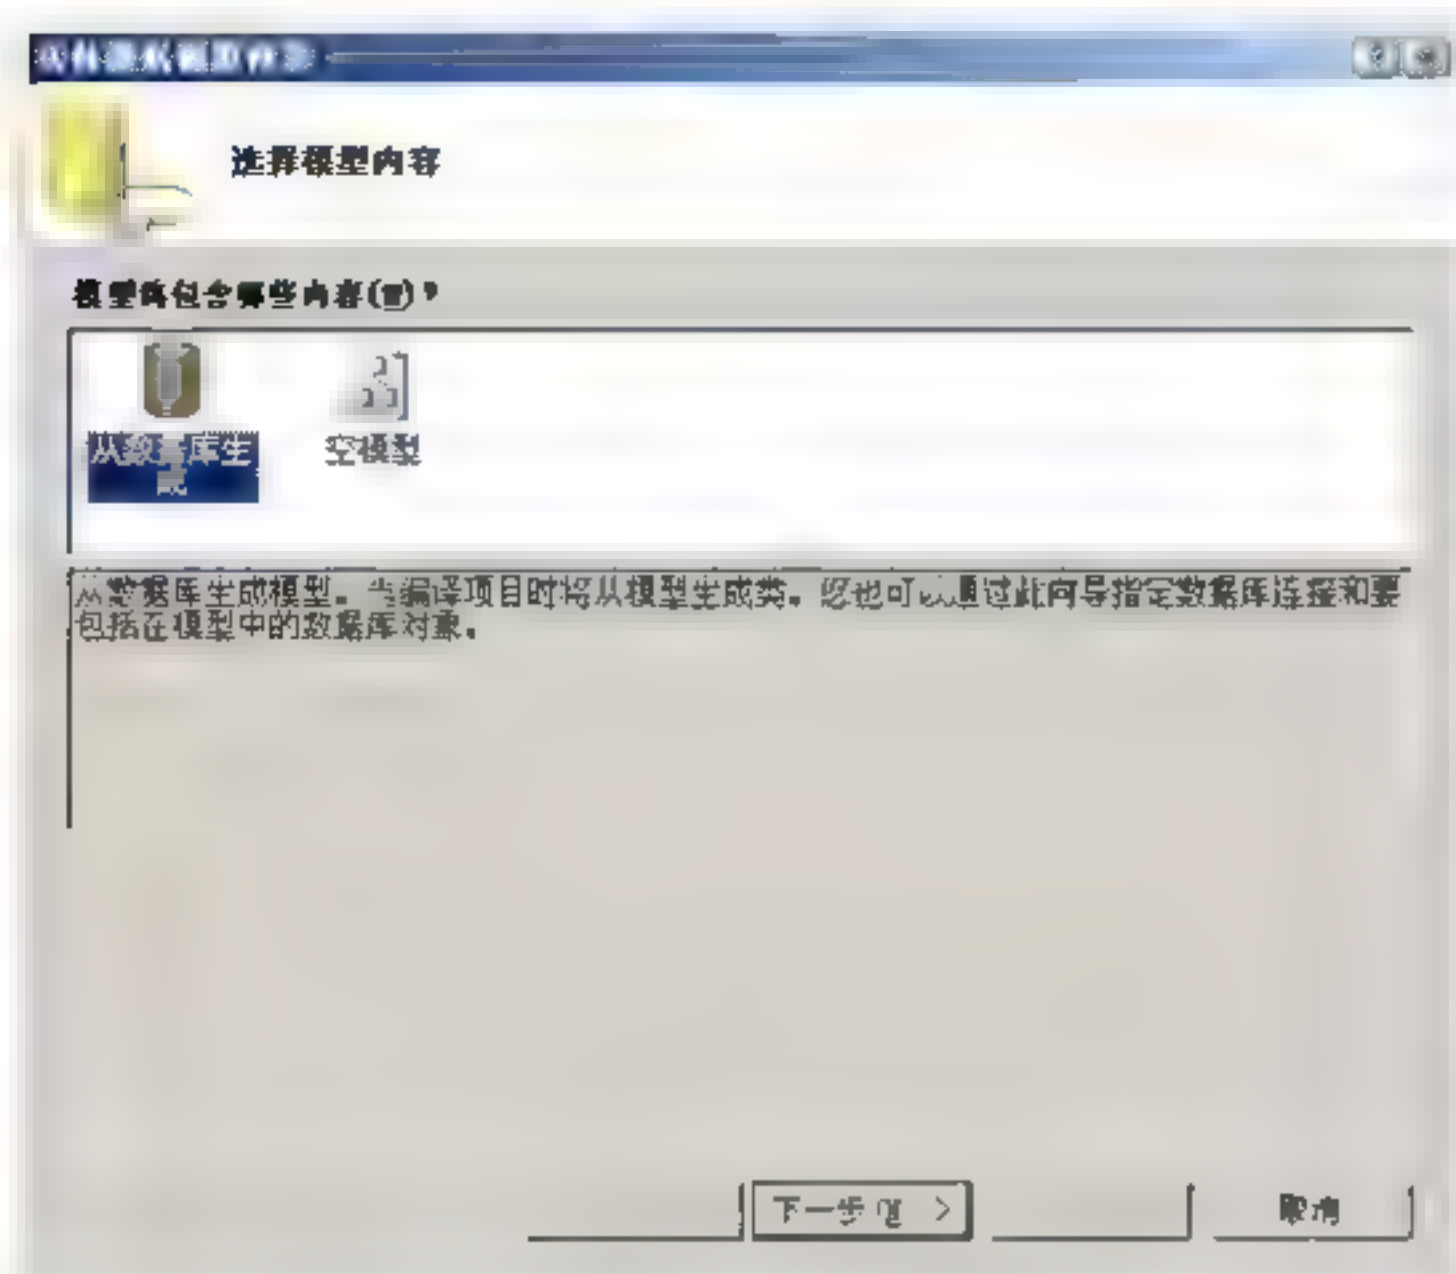 选择模型内容
模型将包含哪些内容(W)?
从数据库生
成
空模型
从数据库生成模型。当编译项目时将从模型生成类。您也可以通过此向导指定数据库连接和要
包括在模型中的数据库对象。
下一步 >
取消